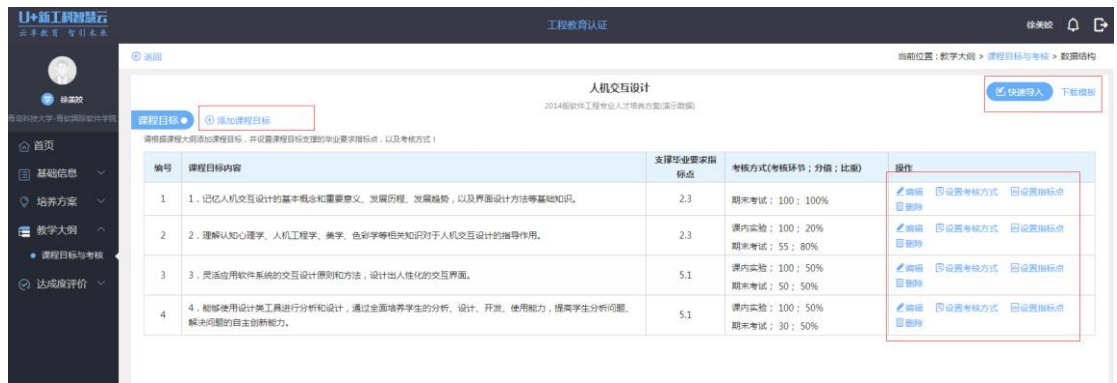 U+新工科智慧云
云享教育 智引未来
工程教育认证
徐美姣
返回
当前位置：教学大纲 > 课程目标与考核 > 数据结构
徐美姣
青岛科技大学-青软国际软件学院
首页
基础信息
培养方案
教学大纲
课程目标与考核
达成度评价
人机交互设计
2014版软件工程专业人才培养方案(演示数据)
快速导入 下载模板
课程目标 添加课程目标
请根据课程大纲添加课程目标，并设置课程目标支撑的毕业要求指标点，以及考核方式！
编号 课程目标内容 支撑毕业要求指标点 考核方式(考核环节；分值；比重) 操作
1 1．记忆人机交互设计的基本概念和重要意义、发展历程、发展趋势，以及界面设计方法等基础知识。 2.3 期末考试； 100； 100% 编辑 设置考核方式 设置指标点
删除
2 2．理解认知心理学、人机工程学、美学、色彩学等相关知识对于人机交互设计的指导作用。 2.3 课内实验； 100； 20% 编辑 设置考核方式 设置指标点
期末考试； 55； 80% 删除
3 3．灵活应用软件系统的交互设计原则和方法，设计出人性化的交互界面。 5.1 课内实验； 100； 50% 编辑 设置考核方式 设置指标点
期末考试； 50； 50% 删除
4 4．能够使用设计类工具进行分析和设计，通过全面培养学生的分析、设计、开发、使用能力，提高学生分析问题、 5.1 课内实验； 100； 50% 编辑 设置考核方式 设置指标点
解决问题的自主创新能力。 期末考试； 30； 50% 删除